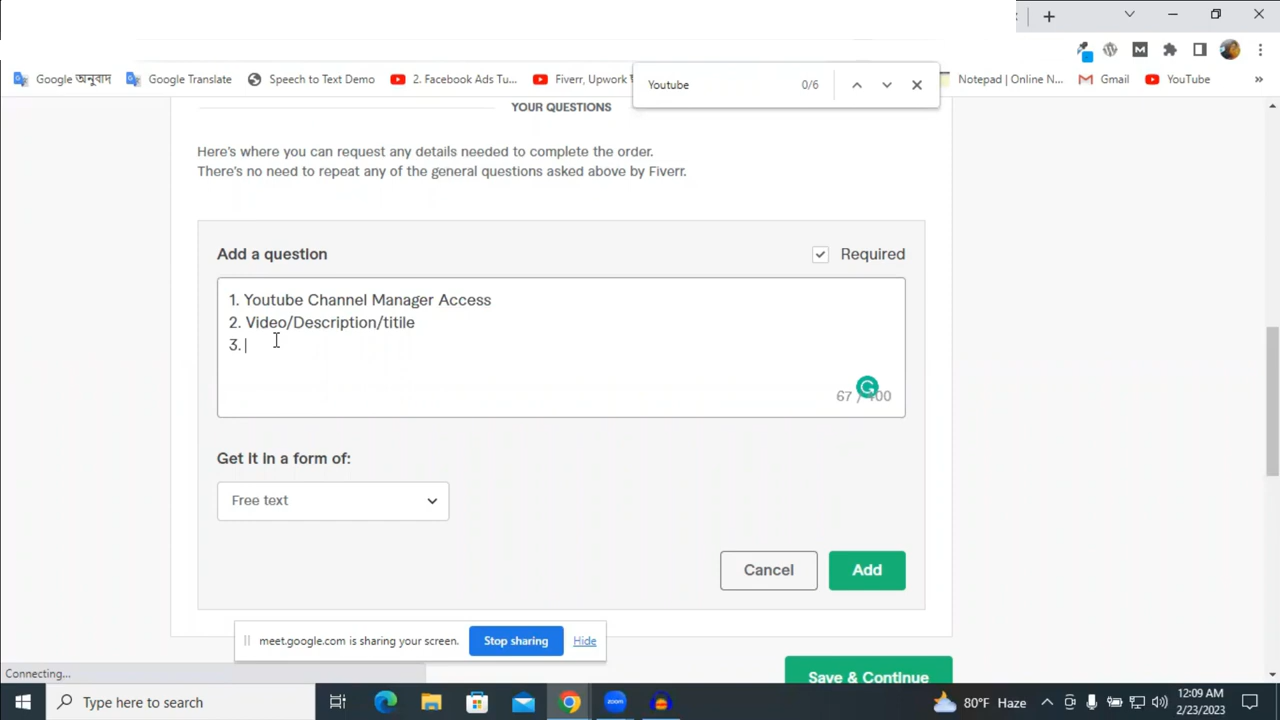 Google অনুবাদ Google Translate Speech to Text Demo 2. Facebook Ads Tu... Fiverr, Upwork Youtube 0/6 Notepad | Online N... Gmail YouTube »
YOUR QUESTIONS
Here's where you can request any details needed to complete the order.
There's no need to repeat any of the general questions asked above by Fiverr.
Add a question Required
1. Youtube Channel Manager Access
2. Video/Description/titile
3.
67 / 400
Get it in a form of:
Free text
Cancel Add
meet.google.com is sharing your screen. Stop sharing Hide
Save & Continue
Connecting...
Type here to search zoom 80°F Haze 12:09 AM
2/23/2023